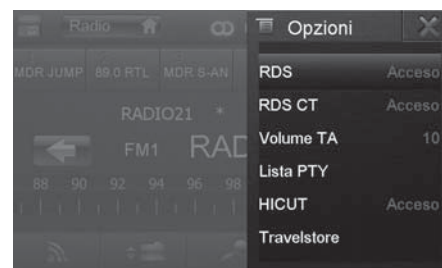 Radio
Opzioni
MDR JUMP 89.0 RTL MDR S-AN
RDS Acceso
RADIO21 *
RDS CT Acceso
FM1 RAD
Volume TA 10
Lista PTY
88 90 92 94 96 98
HICUT Acceso
Travelstore